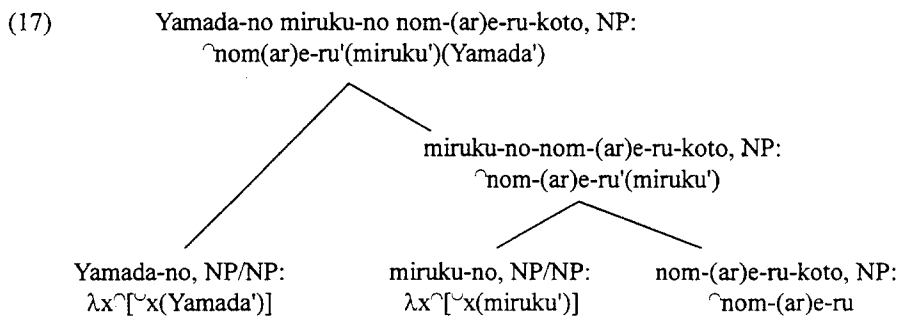 (17) Yamada-no miruku-no nom-(ar)e-ru-koto, NP:
⌒nom(ar)e-ru'(miruku')(Yamada')
miruku-no-nom-(ar)e-ru-koto, NP:
⌒nom-(ar)e-ru'(miruku')
Yamada-no, NP/NP: miruku-no, NP/NP: nom-(ar)e-ru-koto, NP:
λx⌒[⌣x(Yamada')] λx⌒[⌣x(miruku')] ⌒nom-(ar)e-ru